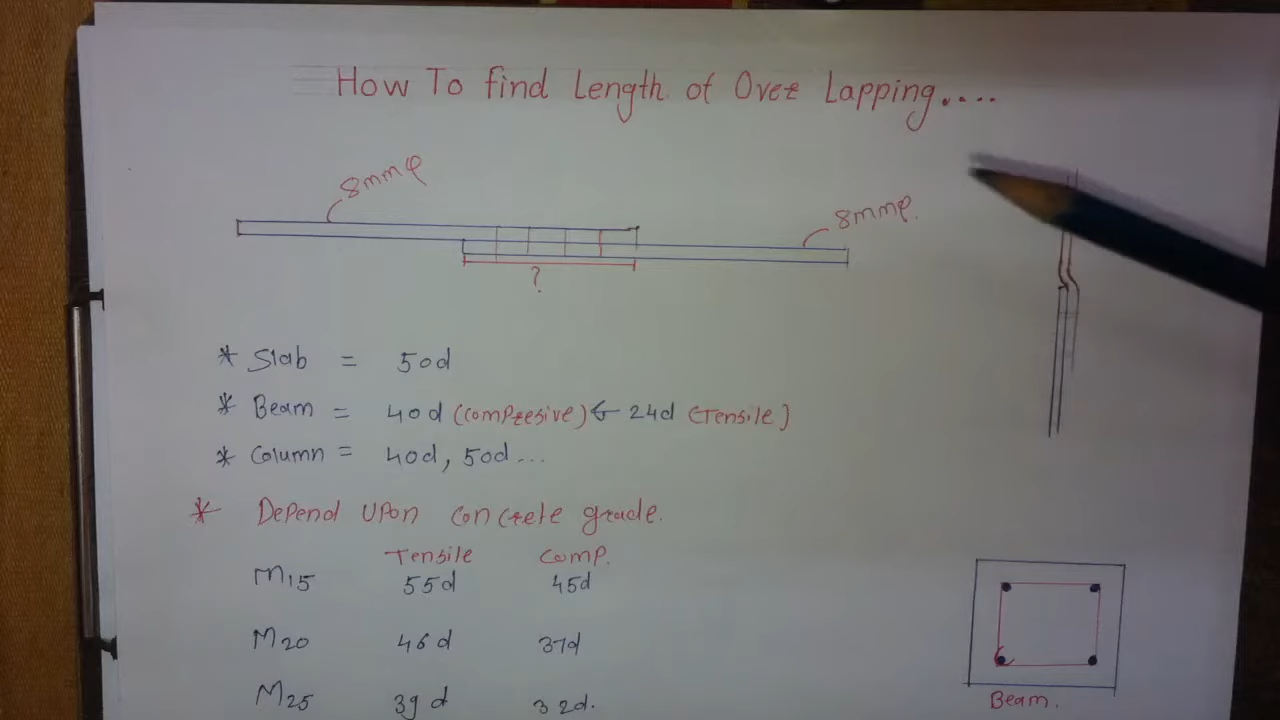 How To find Length of Over Lapping....
8mmφ
8mmφ.
?
* Slab = 50d
* Beam = 40d (compresive) & 24d (Tensile)
* Column = 40d, 50d...
* Depend upon concrete grade.
Tensile Comp.
M15 55d 45d
M20 46d 37d
M25 39d 32d.
Beam.